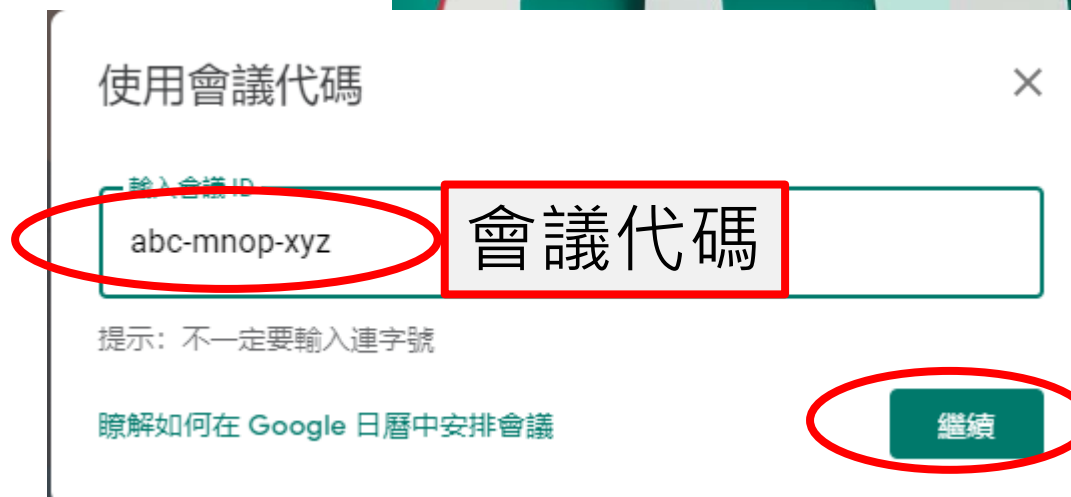 使用會議代碼
輸入會議 ID
abc-mnop-xyz
會議代碼
提示：不一定要輸入連字號
瞭解如何在 Google 日曆中安排會議
繼續